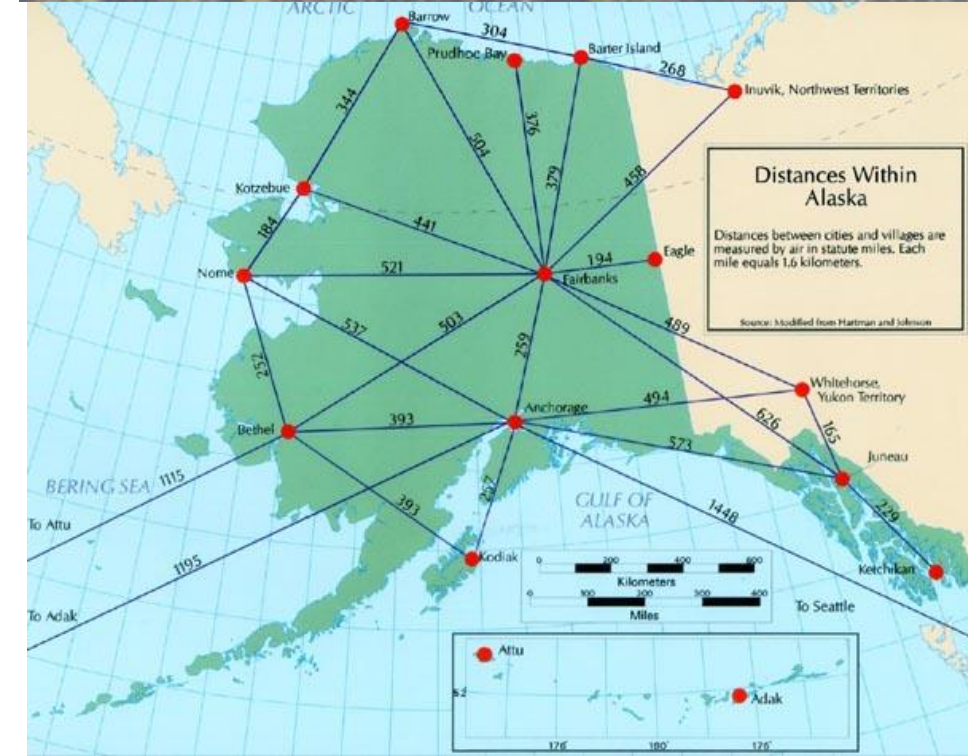 ARCTIC OCEAN
Barrow
304
Prudhoe Bay
Barter Island
268
Inuvik, Northwest Territories
344
504
376
379
458
Distances Within
Alaska
Distances between cities and villages are
measured by air in statute miles. Each
mile equals 1.6 kilometers.
Source: Modified from Hartman and Johnson
Kotzebue
441
184
Eagle
194
Nome
521
Fairbanks
537
503
489
259
252
Whitehorse,
Yukon Territory
494
Anchorage
393
Bethel
626
165
573
Juneau
BERING SEA
1115
393
257
GULF OF
ALASKA
1448
229
To Attu
1195
Kodiak
Ketchikan
0 200 400 600
Kilometers
0 100 200 300 400
Miles
To Adak
To Seattle
Attu
52
Adak
176 180 176